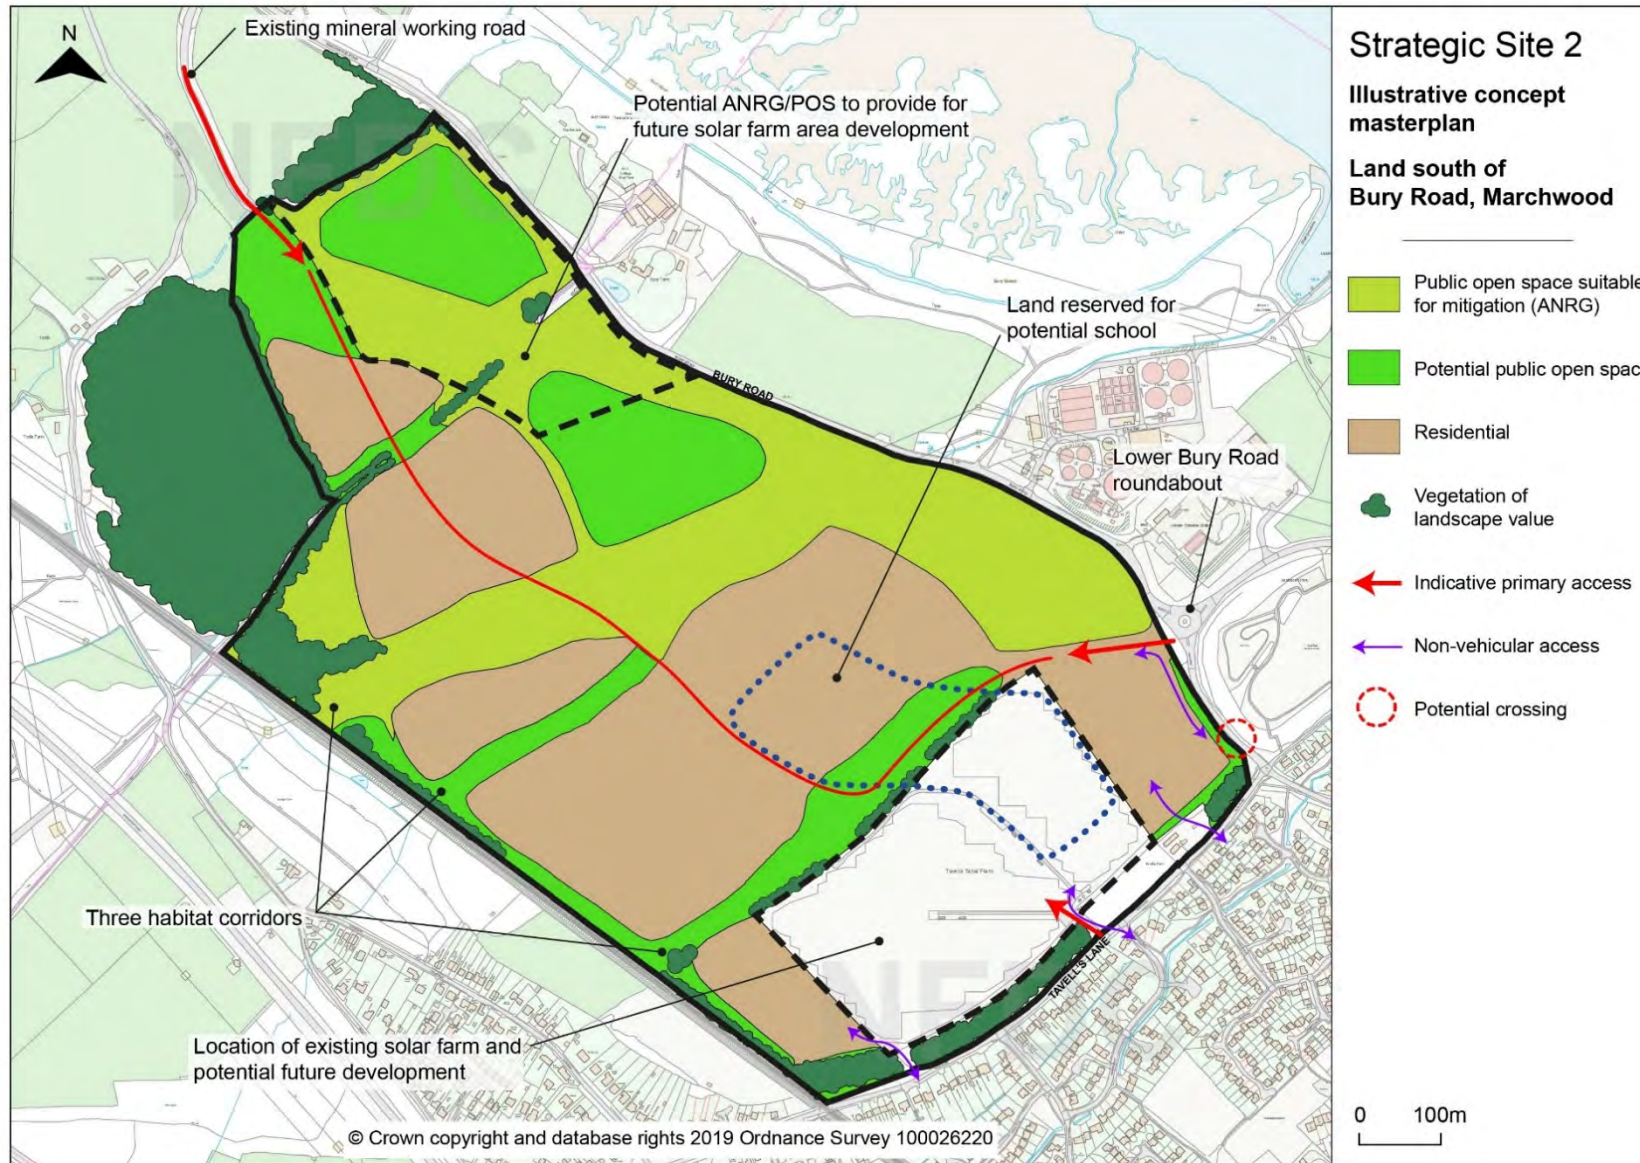 N
Existing mineral working road
Potential ANRG/POS to provide for
future solar farm area development
Land reserved for
potential school
BURY ROAD
Lower Bury Road
roundabout
Three habitat corridors
Location of existing solar farm and
potential future development
TAVELL'S LANE
© Crown copyright and database rights 2019 Ordnance Survey 100026220
Strategic Site 2
Illustrative concept
masterplan
Land south of
Bury Road, Marchwood
Public open space suitable
for mitigation (ANRG)
Potential public open spac
Residential
Vegetation of
landscape value
Indicative primary access
Non-vehicular access
Potential crossing
0 100m